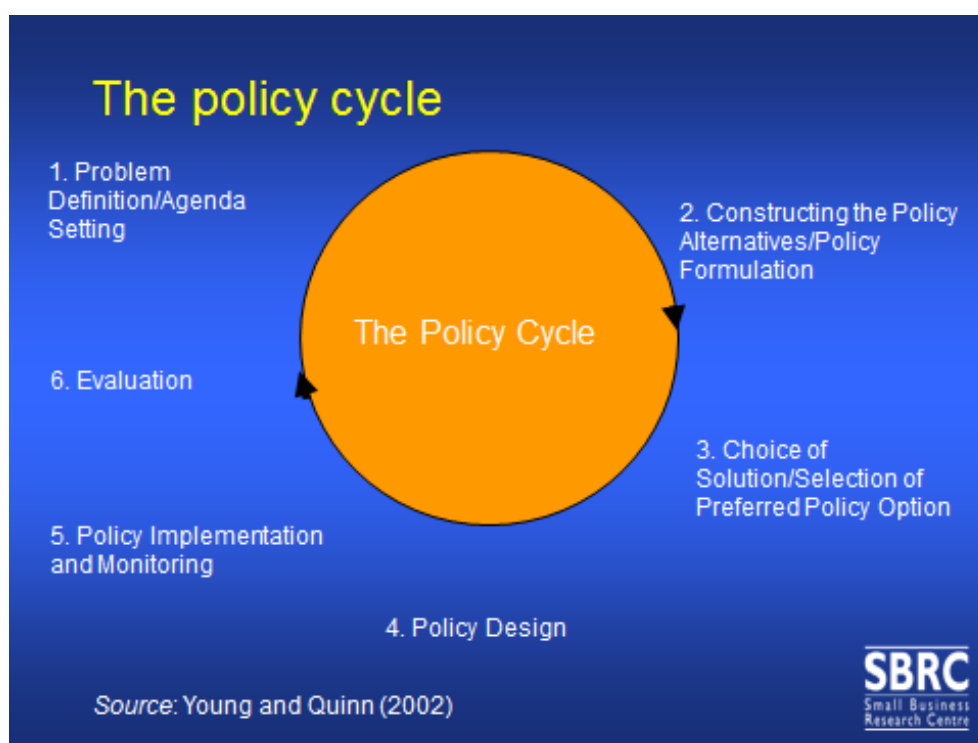 The policy cycle
1. Problem
Definition/Agenda
Setting
2. Constructing the Policy
Alternatives/Policy
Formulation
The Policy Cycle
6. Evaluation
3. Choice of
Solution/Selection of
Preferred Policy Option
5. Policy Implementation
and Monitoring
4. Policy Design
Source: Young and Quinn (2002)
SBRC
Small Business
Research Centre